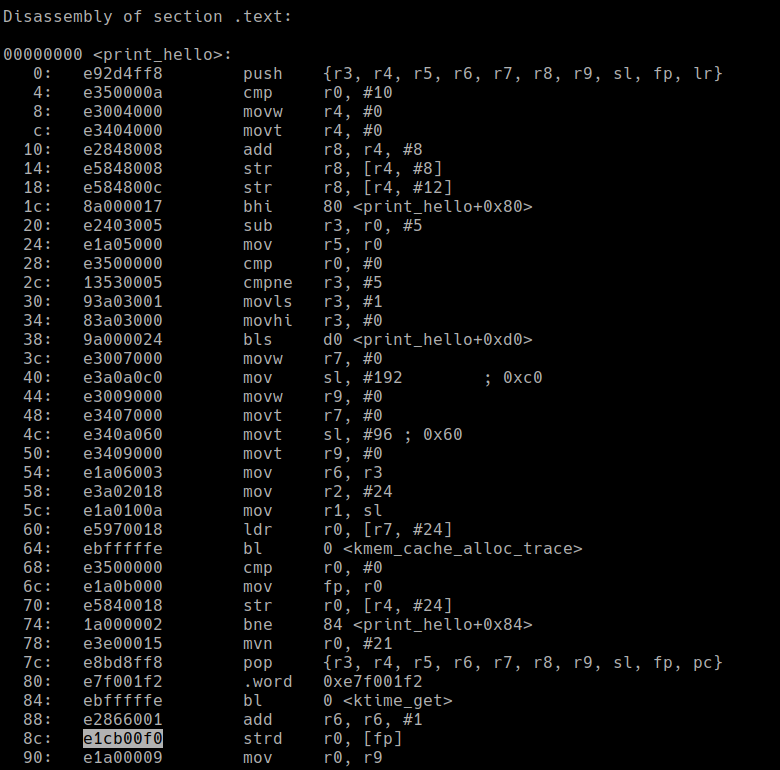 Disassembly of section .text:
00000000 <print_hello>:
0: e92d4ff8 push {r3, r4, r5, r6, r7, r8, r9, sl, fp, lr}
4: e350000a cmp r0, #10
8: e3004000 movw r4, #0
c: e3404000 movt r4, #0
10: e2848008 add r8, r4, #8
14: e5848008 str r8, [r4, #8]
18: e584800c str r8, [r4, #12]
1c: 8a000017 bhi 80 <print_hello+0x80>
20: e2403005 sub r3, r0, #5
24: e1a05000 mov r5, r0
28: e3500000 cmp r0, #0
2c: 13530005 cmpne r3, #5
30: 93a03001 movls r3, #1
34: 83a03000 movhi r3, #0
38: 9a000024 bls d0 <print_hello+0xd0>
3c: e3007000 movw r7, #0
40: e3a0a0c0 mov sl, #192 ; 0xc0
44: e3009000 movw r9, #0
48: e3407000 movt r7, #0
4c: e340a060 movt sl, #96 ; 0x60
50: e3409000 movt r9, #0
54: e1a06003 mov r6, r3
58: e3a02018 mov r2, #24
5c: e1a0100a mov r1, sl
60: e5970018 ldr r0, [r7, #24]
64: ebfffffe bl 0 <kmem_cache_alloc_trace>
68: e3500000 cmp r0, #0
6c: e1a0b000 mov fp, r0
70: e5840018 str r0, [r4, #24]
74: 1a000002 bne 84 <print_hello+0x84>
78: e3e00015 mvn r0, #21
7c: e8bd8ff8 pop {r3, r4, r5, r6, r7, r8, r9, sl, fp, pc}
80: e7f001f2 .word 0xe7f001f2
84: ebfffffe bl 0 <ktime_get>
88: e2866001 add r6, r6, #1
8c: e1cb00f0 strd r0, [fp]
90: e1a00009 mov r0, r9